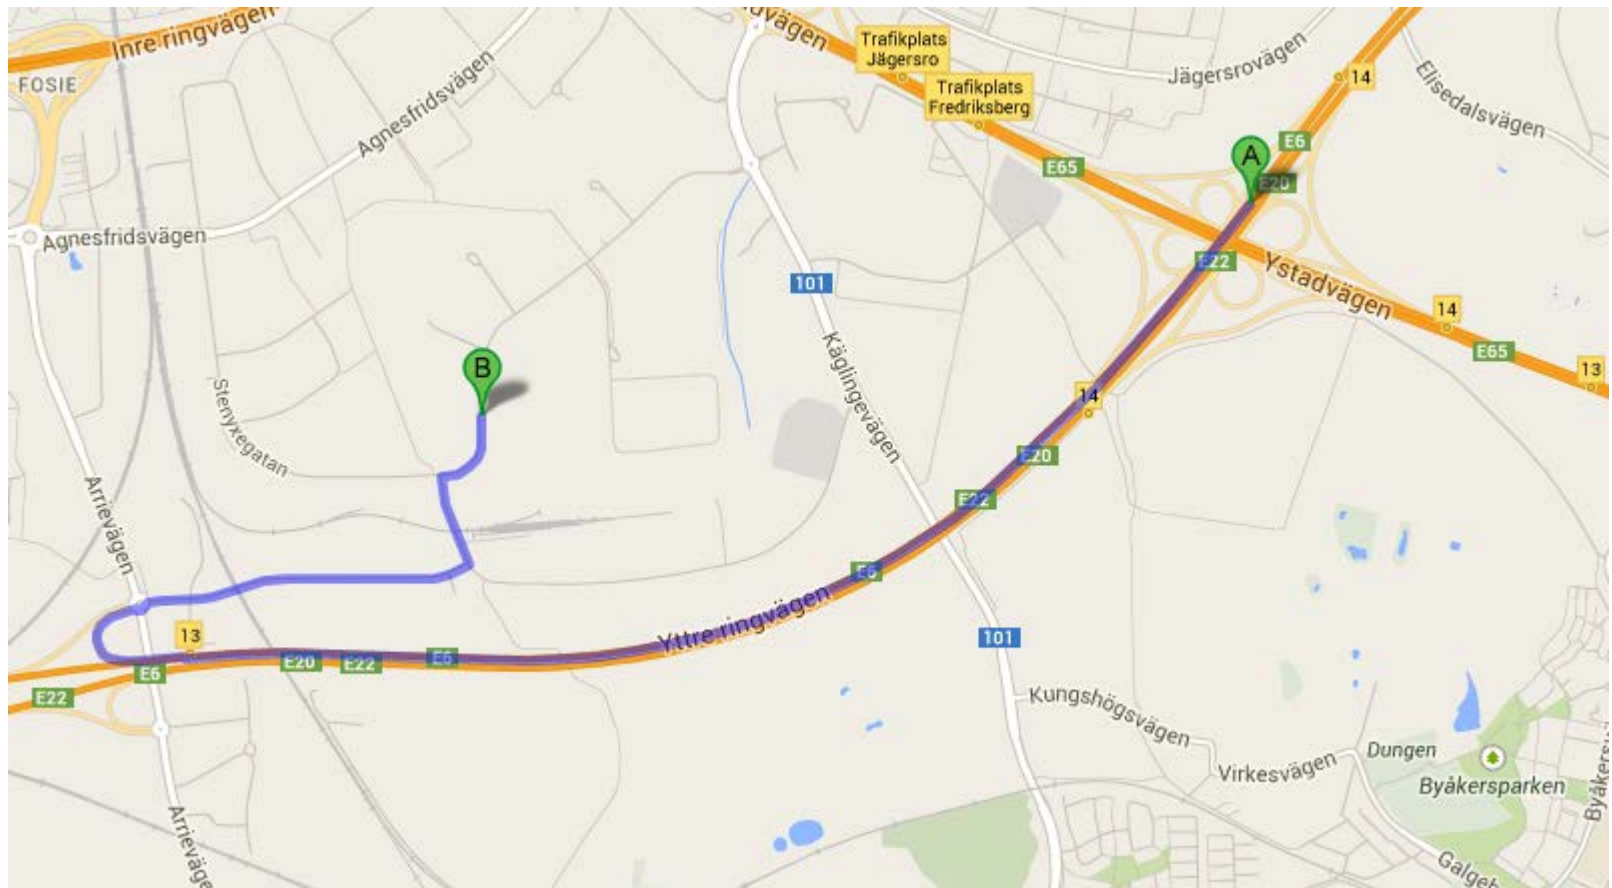 Inre ringvägen
FOSIE
Trafikplats
Jägersro
Trafikplats
Fredriksberg
Jägersrovägen
14
Elisedalsvägen
Agnesfridsvägen
E6
A
E65
E20
Agnesfridsvägen
E22
Ystadvägen
101
14
E65
13
B
Käglingevägen
14
Stenyxegatan
E20
E22
Arrievägen
E6
Yttre ringvägen
13
101
E20
E22
E6
E6
E22
Kungshögsvägen
Dungen
Virkesvägen
Byåkersparken